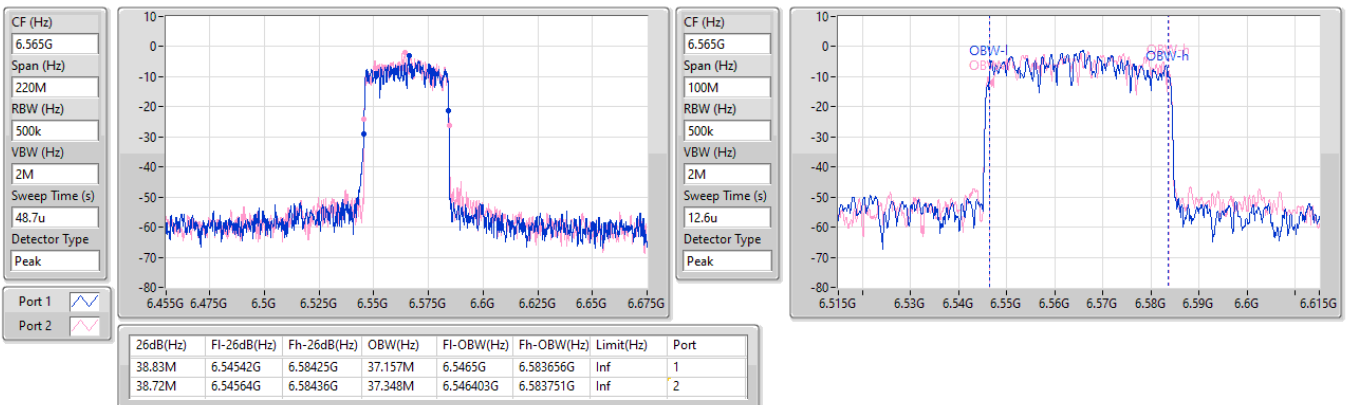 CF (Hz)
6.565G
Span (Hz)
220M
RBW (Hz)
500k
VBW (Hz)
2M
Sweep Time (s)
48.7u
Detector Type
Peak
10
0
-10
-20
-30
-40
-50
-60
-70
-80
6.455G 6.475G 6.5G 6.525G 6.55G 6.575G 6.6G 6.625G 6.65G 6.675G
CF (Hz)
6.565G
Span (Hz)
100M
RBW (Hz)
500k
VBW (Hz)
2M
Sweep Time (s)
12.6u
Detector Type
Peak
10
0
-10
-20
-30
-40
-50
-60
-70
-80
OBW-l
OBW-h
6.515G 6.53G 6.54G 6.55G 6.56G 6.57G 6.58G 6.59G 6.6G 6.615G
Port 1
Port 2
26dB(Hz) Fl-26dB(Hz) Fh-26dB(Hz) OBW(Hz) Fl-OBW(Hz) Fh-OBW(Hz) Limit(Hz) Port
38.83M 6.54542G 6.58425G 37.157M 6.5465G 6.583656G Inf 1
38.72M 6.54564G 6.58436G 37.348M 6.546403G 6.583751G Inf 2